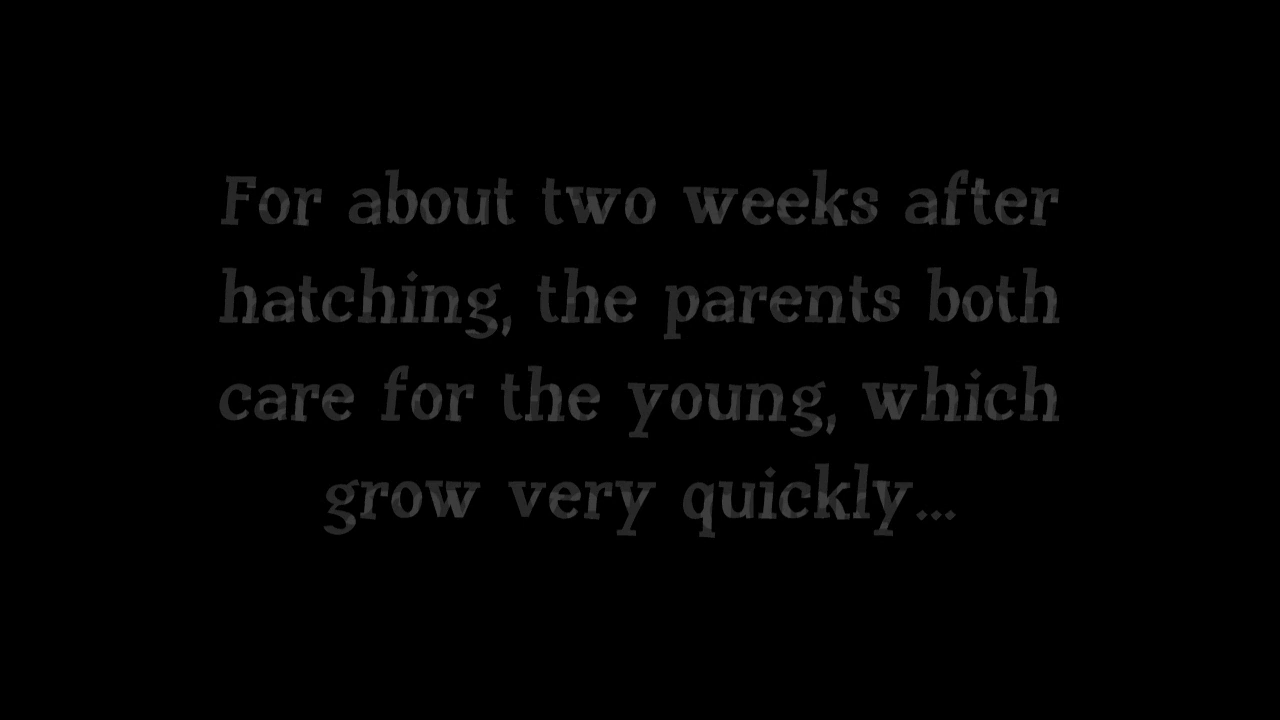 For about two weeks after
hatching, the parents both
care for the young, which
grow very quickly...